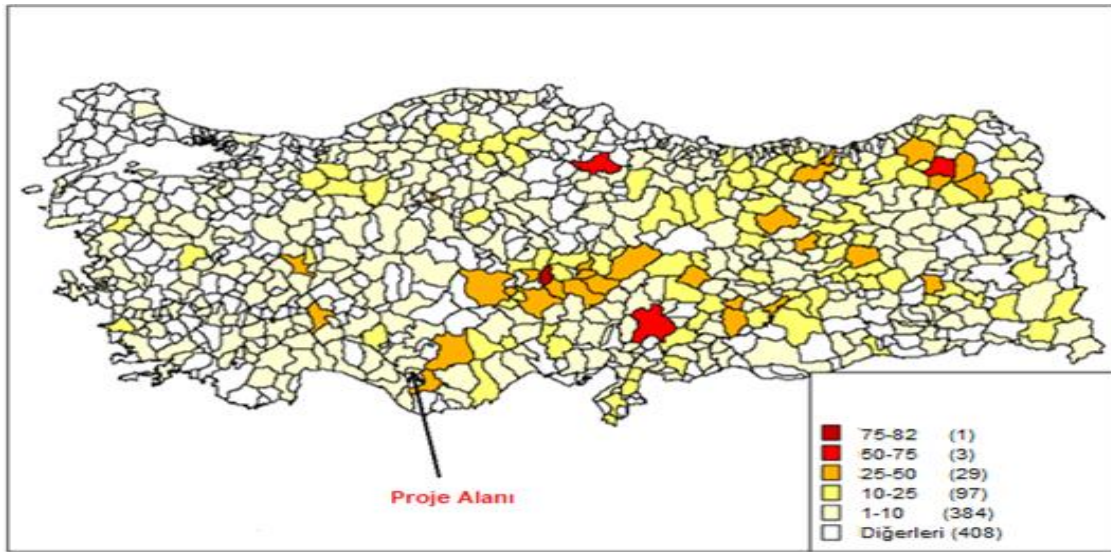 Proje Alanı
75-82 (1)
50-75 (3)
25-50 (29)
10-25 (97)
1-10 (384)
Diğerleri (408)